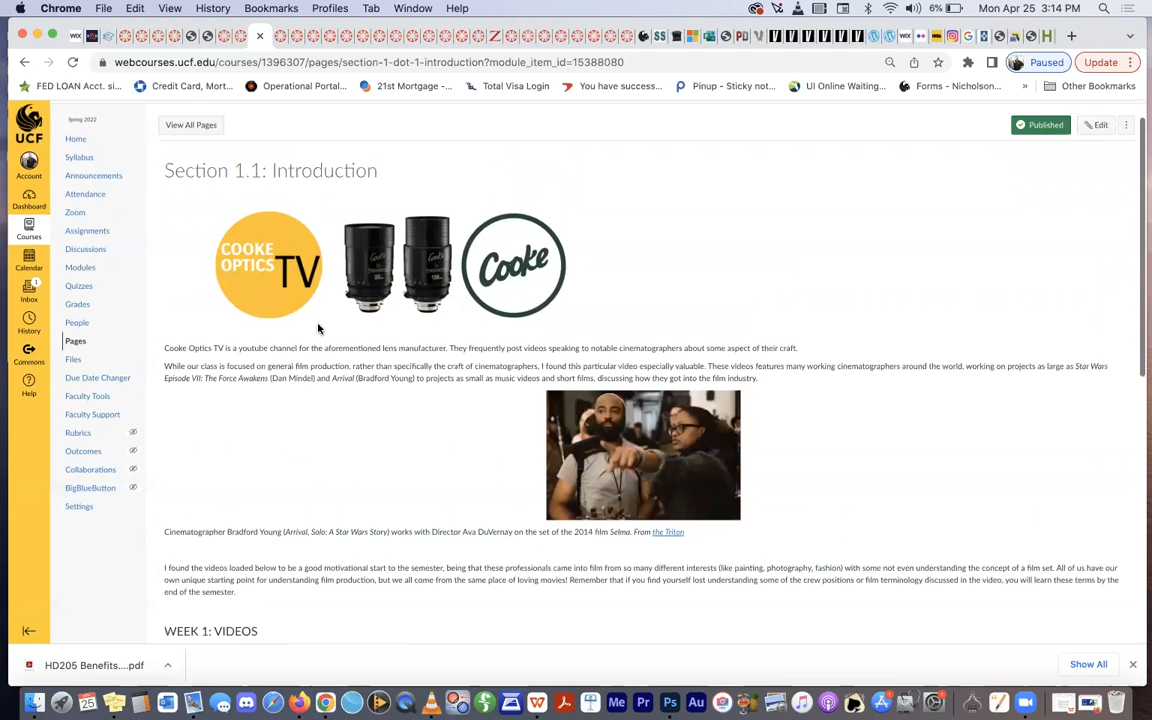 Chrome File Edit View History Bookmarks Profiles Tab Window Help 6% Mon Apr 25 3:14 PM
webcourses.ucf.edu/courses/1396307/pages/section-1-dot-1-introduction?module_item_id=15388080 Paused Update
FED LOAN Acct. si... Credit Card, Mort... Operational Portal... 21st Mortgage -... Total Visa Login You have success... Pinup - Sticky not... UI Online Waiting... Forms - Nicholson... » Other Bookmarks
UCF
Account
Dashboard
Courses
Calendar
1
Inbox
History
Commons
Help
Spring 2022
Home
Syllabus
Announcements
Attendance
Zoom
Assignments
Discussions
Modules
Quizzes
Grades
People
Pages
Files
Due Date Changer
Faculty Tools
Faculty Support
Rubrics
Outcomes
Collaborations
BigBlueButton
Settings
View All Pages Published Edit
Section 1.1: Introduction
COOKE
OPTICS TV
Cooke
Cooke Optics TV is a youtube channel for the aforementioned lens manufacturer. They frequently post videos speaking to notable cinematographers about some aspect of their craft.
While our class is focused on general film production, rather than specifically the craft of cinematographers, I found this particular video especially valuable. These videos features many working cinematographers around the world, working on projects as large as Star Wars
Episode VII: The Force Awakens (Dan Mindel) and Arrival (Bradford Young) to projects as small as music videos and short films, discussing how they got into the film industry.
Cinematographer Bradford Young (Arrival, Solo: A Star Wars Story) works with Director Ava DuVernay on the set of the 2014 film Selma. From the Triton
I found the videos loaded below to be a good motivational start to the semester, being that these professionals came into film from so many different interests (like painting, photography, fashion) with some not even understanding the concept of a film set. All of us have our
own unique starting point for understanding film production, but we all come from the same place of loving movies! Remember that if you find yourself lost understanding some of the crew positions or film terminology discussed in the video, you will learn these terms by the
end of the semester.
WEEK 1: VIDEOS
HD205 Benefits....pdf Show All